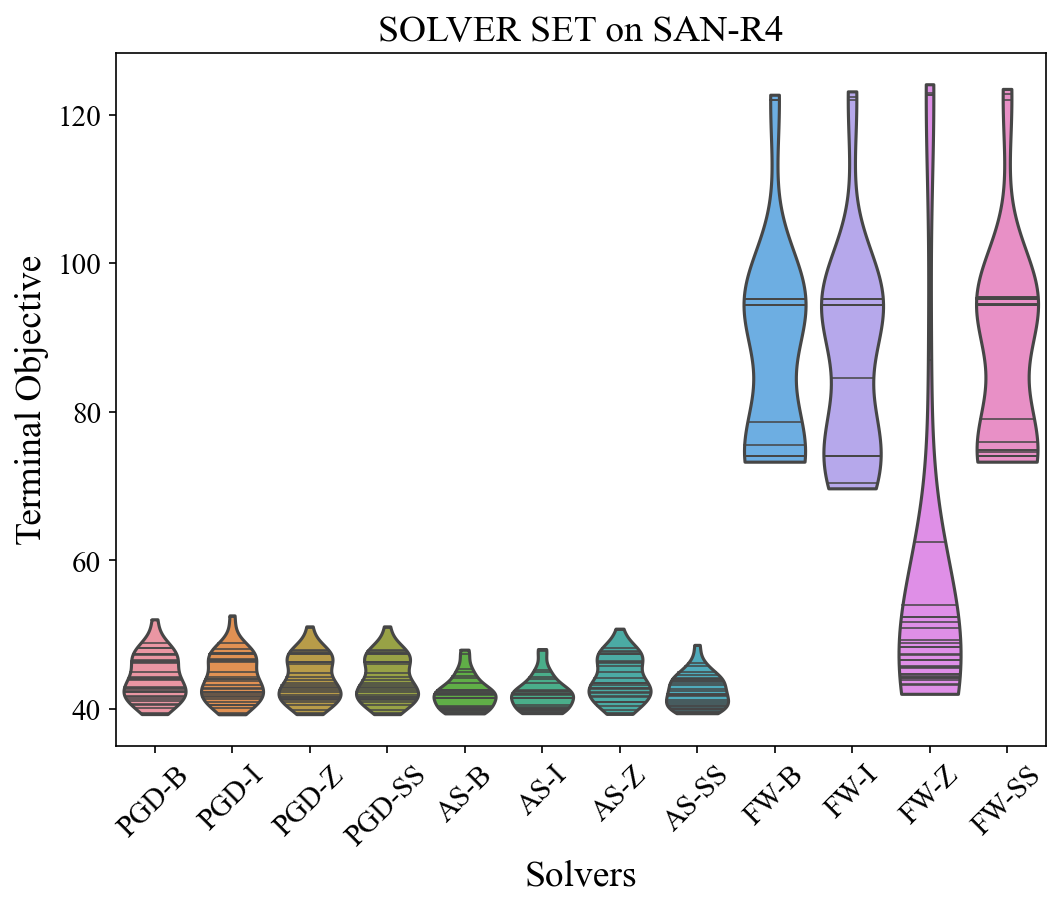 SOLVER SET on SAN-R4
Terminal Objective
120
100
80
60
40
PGD-B
PGD-I
PGD-Z
PGD-SS
AS-B
AS-I
AS-Z
AS-SS
FW-B
FW-I
FW-Z
FW-SS
Solvers